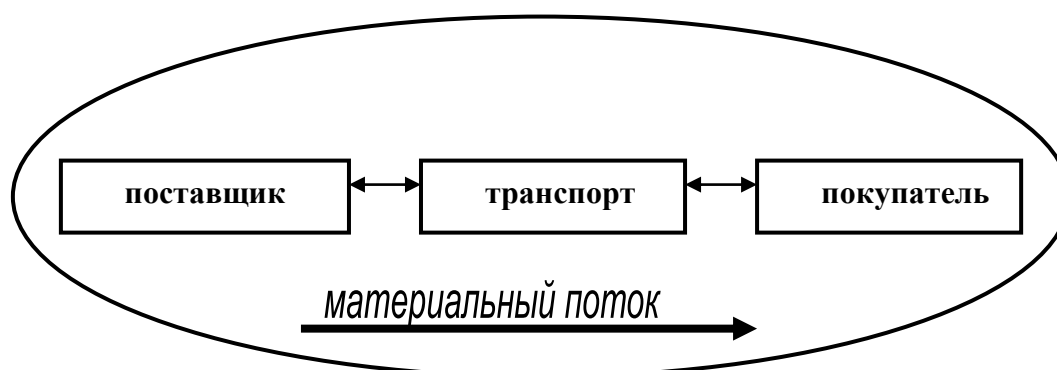 поставщик транспорт покупатель
материальный поток